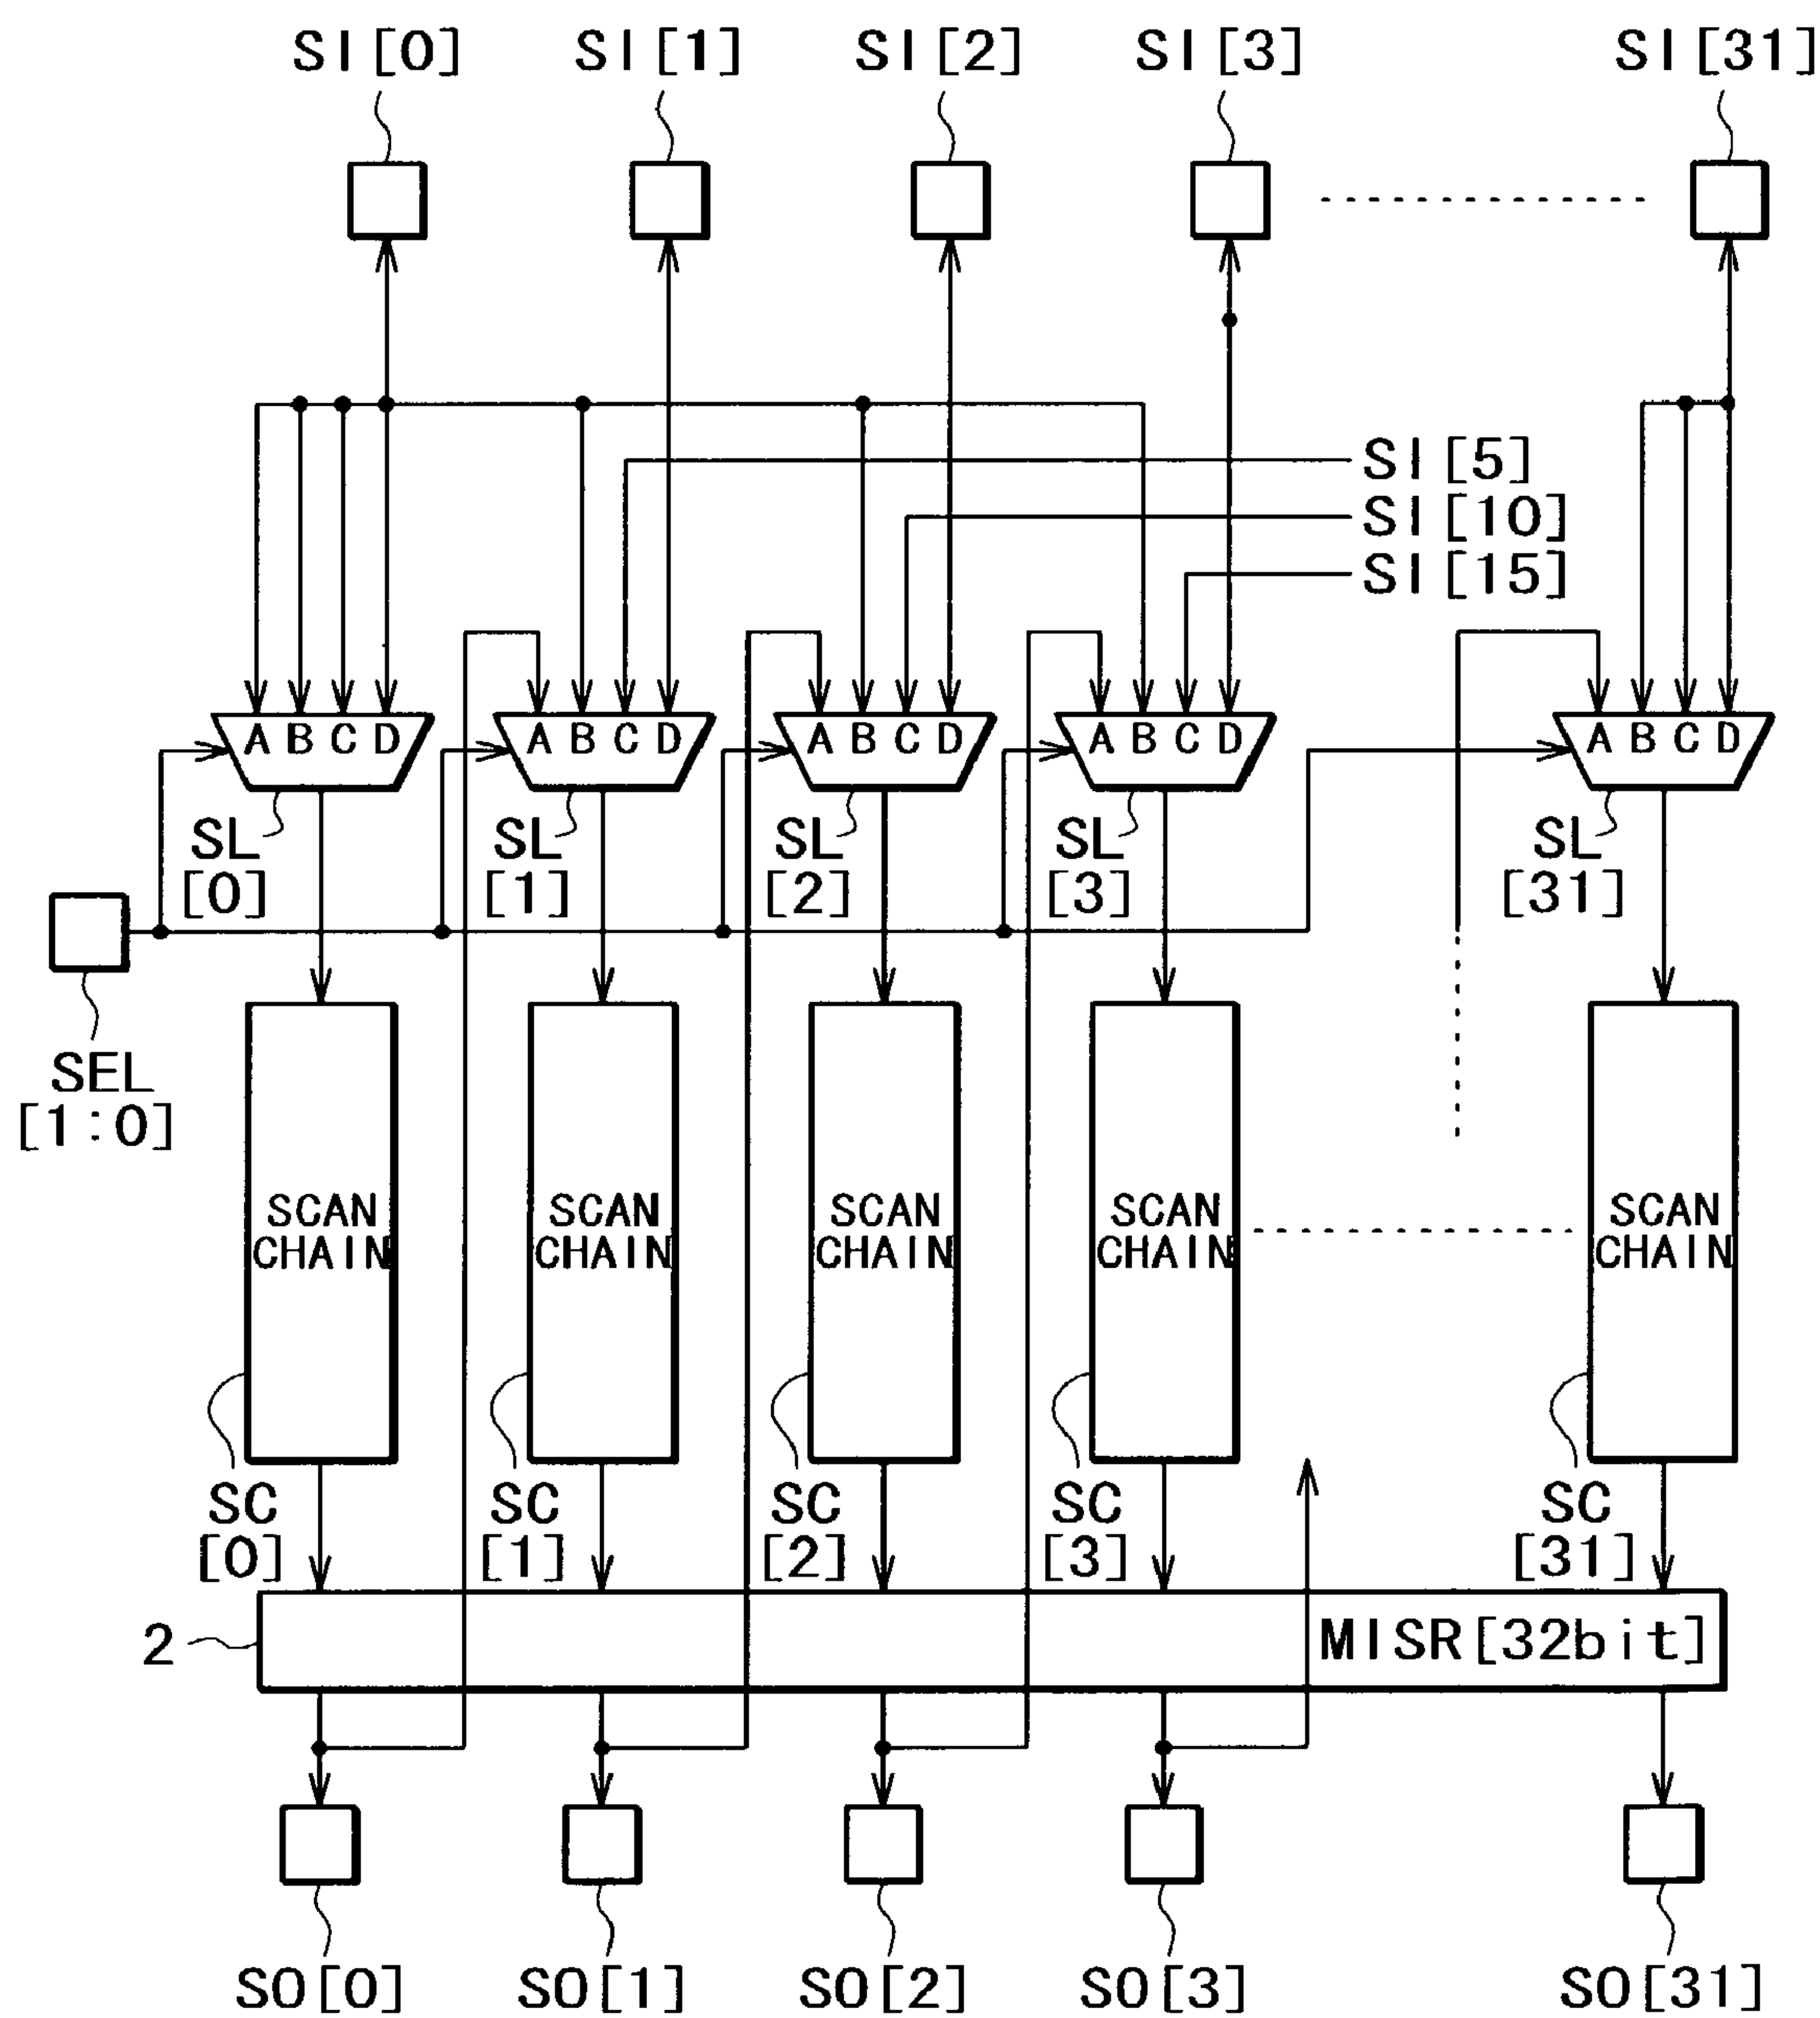 SI[0] SI[1] SI[2] SI[3] SI[31]
SI[5]
SI[10]
SI[15]
A B C D A B C D A B C D A B C D A B C D
SL SL SL SL SL
[0] [1] [2] [3] [31]
SEL
[1:0]
SCAN SCAN SCAN SCAN SCAN
CHAIN CHAIN CHAIN CHAIN CHAIN
SC SC SC SC SC
[0] [1] [2] [3] [31]
2 MISR[32bit]
SO[0] SO[1] SO[2] SO[3] SO[31]